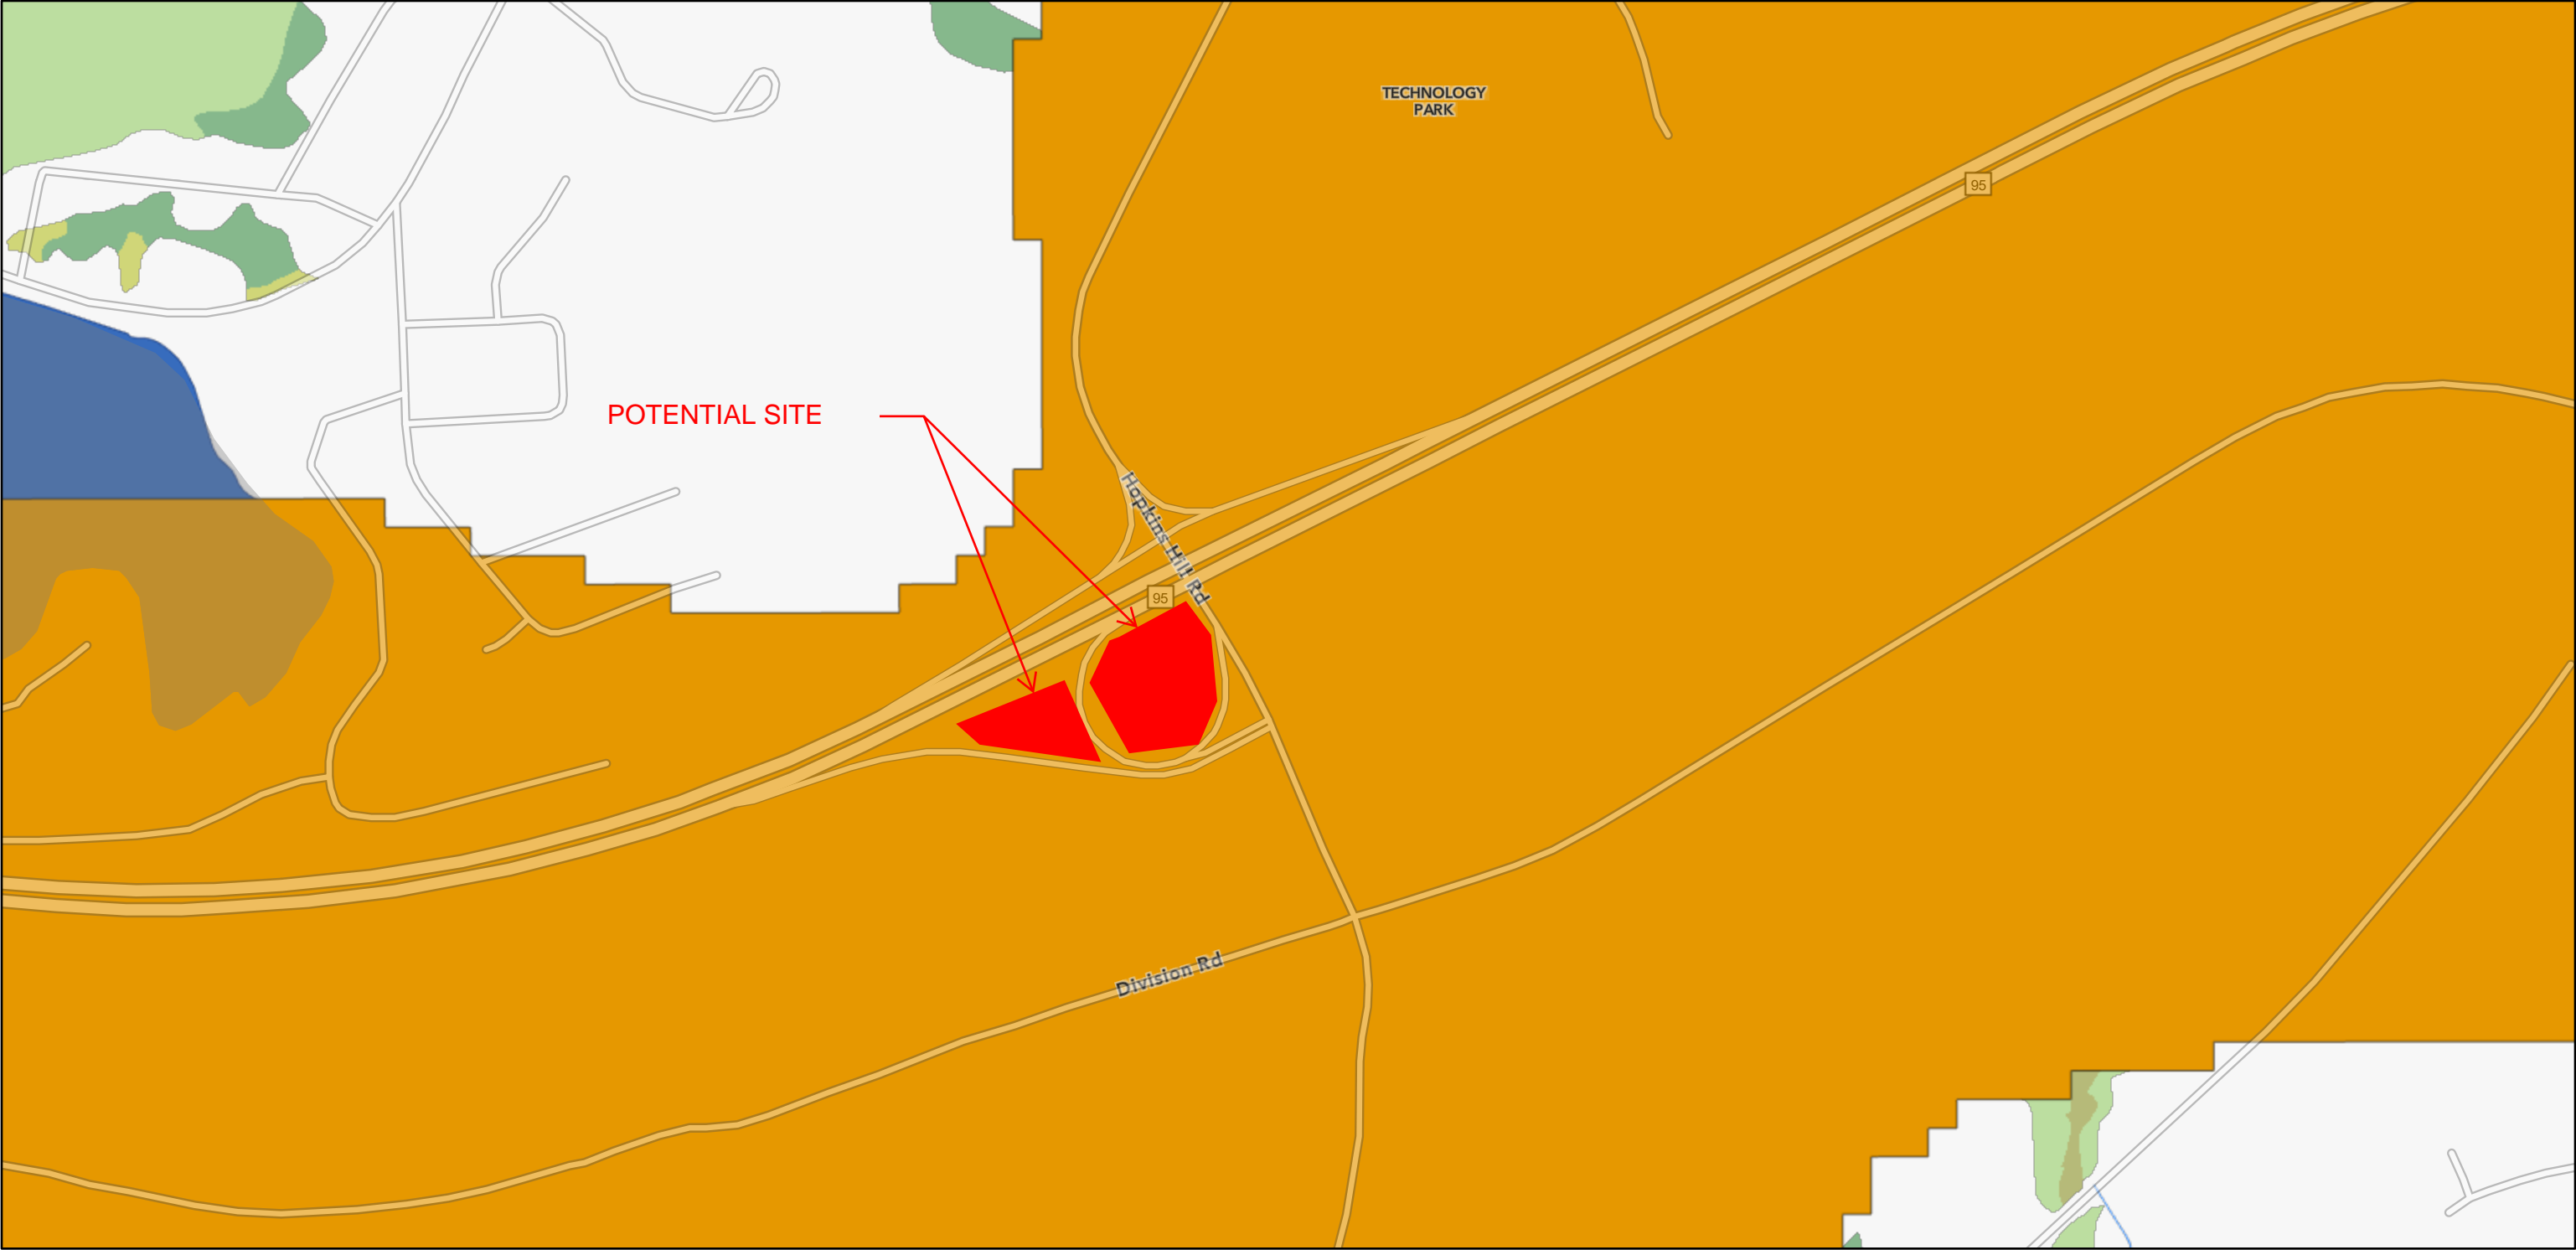 TECHNOLOGY
PARK
95
POTENTIAL SITE
Hopkins Hill Rd
95
Division Rd